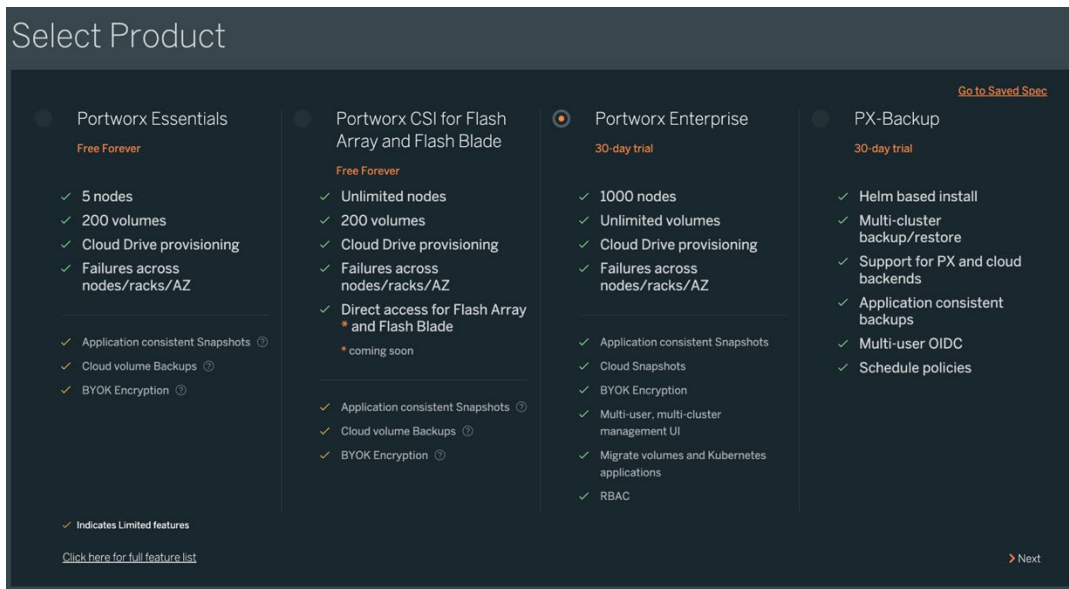 Select Product
Go to Saved Spec
Portworx Essentials
Free Forever
5 nodes
200 volumes
Cloud Drive provisioning
Failures across
nodes/racks/AZ
Application consistent Snapshots ?
Cloud volume Backups ?
BYOK Encryption ?
Portworx CSI for Flash
Array and Flash Blade
Free Forever
Unlimited nodes
200 volumes
Cloud Drive provisioning
Failures across
nodes/racks/AZ
Direct access for Flash Array
* and Flash Blade
* coming soon
Application consistent Snapshots ?
Cloud volume Backups ?
BYOK Encryption ?
Portworx Enterprise
30-day trial
1000 nodes
Unlimited volumes
Cloud Drive provisioning
Failures across
nodes/racks/AZ
Application consistent Snapshots
Cloud Snapshots
BYOK Encryption
Multi-user, multi-cluster
management UI
Migrate volumes and Kubernetes
applications
RBAC
PX-Backup
30-day trial
Helm based install
Multi-cluster
backup/restore
Support for PX and cloud
backends
Application consistent
backups
Multi-user OIDC
Schedule policies
Indicates Limited features
Click here for full feature list
Next